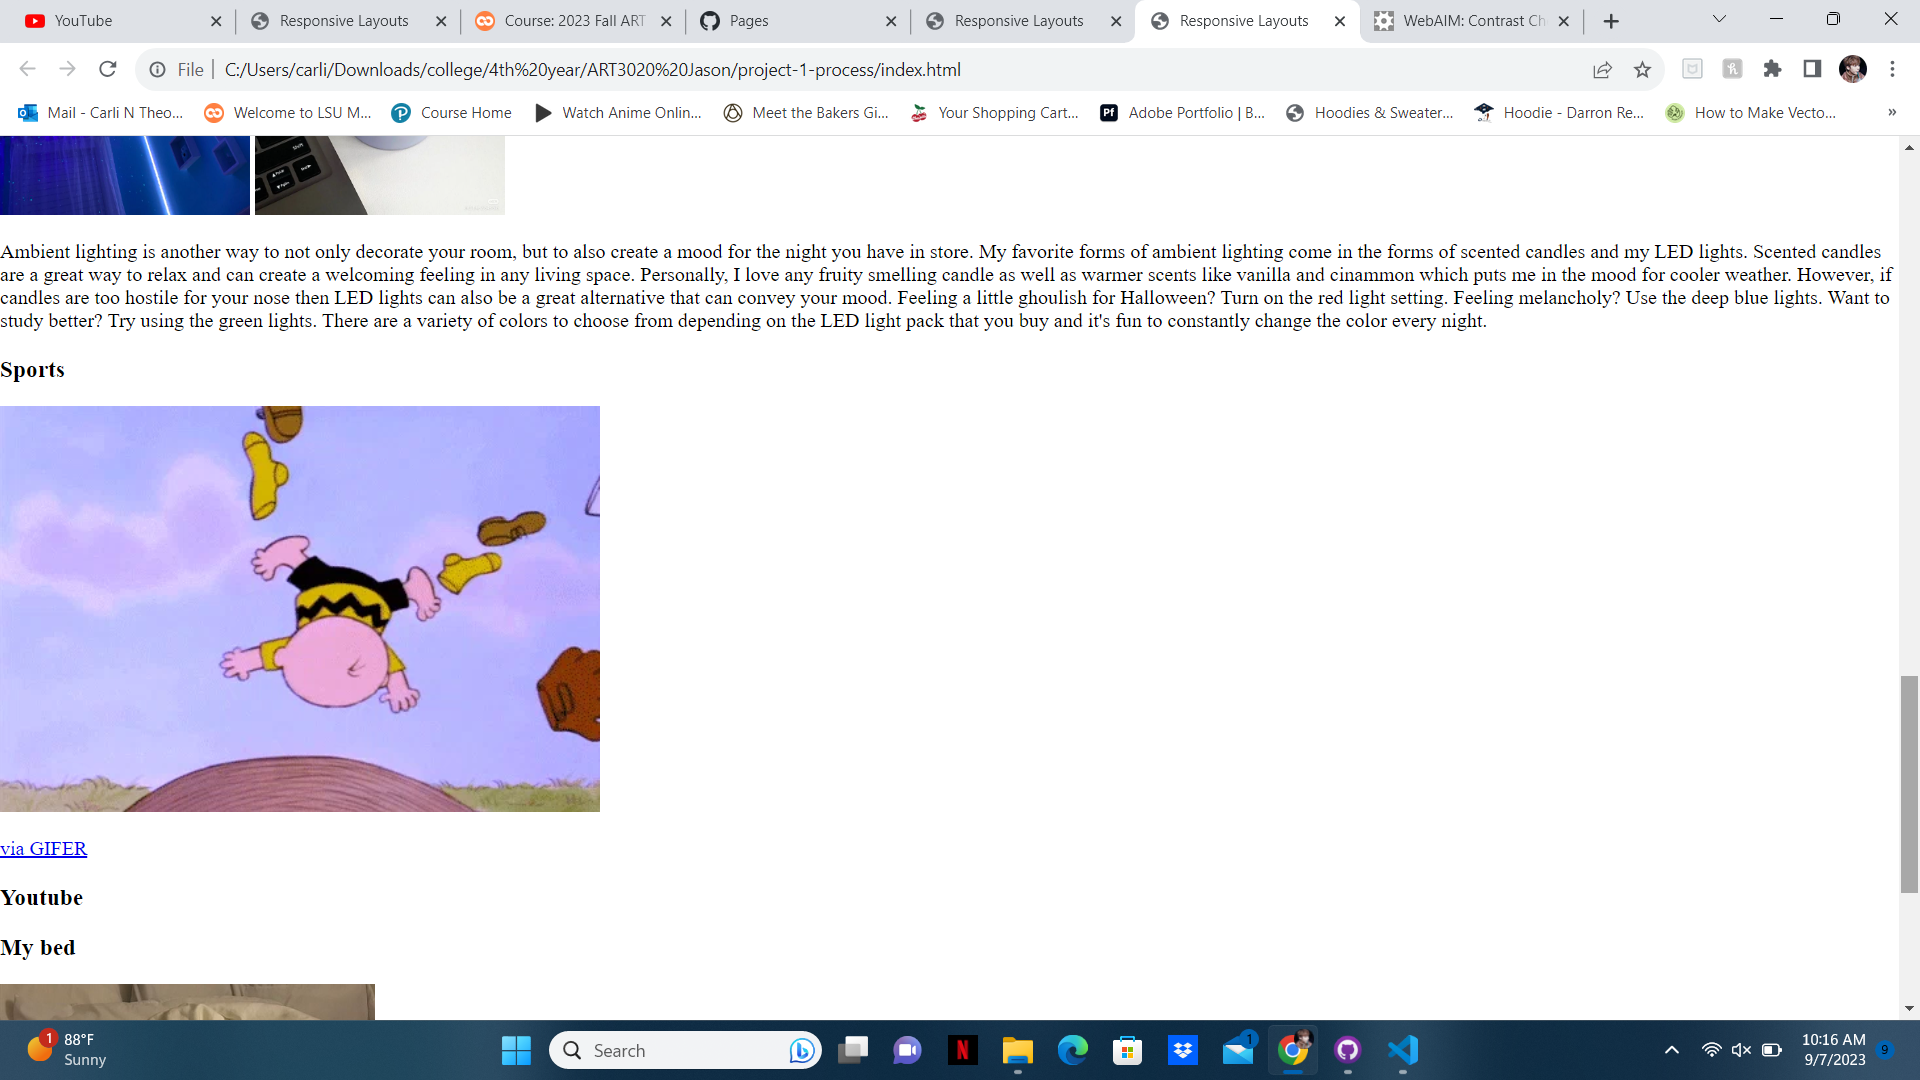 YouTube
Responsive Layouts
Course: 2023 Fall ART
Pages
Responsive Layouts
Responsive Layouts
WebAIM: Contrast Ch
File
C:/Users/carli/Downloads/college/4th%20year/ART3020%20Jason/project-1-process/index.html
Mail - Carli N Theo...
Welcome to LSU M...
Course Home
Watch Anime Onlin...
Meet the Bakers Gi...
Your Shopping Cart...
Pf
Adobe Portfolio | B...
Hoodies & Sweater...
Hoodie - Darron Re...
How to Make Vecto...
»
Ambient lighting is another way to not only decorate your room, but to also create a mood for the night you have in store. My favorite forms of ambient lighting come in the forms of scented candles and my LED lights. Scented candles
are a great way to relax and can create a welcoming feeling in any living space. Personally, I love any fruity smelling candle as well as warmer scents like vanilla and cinammon which puts me in the mood for cooler weather. However, if
candles are too hostile for your nose then LED lights can also be a great alternative that can convey your mood. Feeling a little ghoulish for Halloween? Turn on the red light setting. Feeling melancholy? Use the deep blue lights. Want to
study better? Try using the green lights. There are a variety of colors to choose from depending on the LED light pack that you buy and it's fun to constantly change the color every night.
Sports
via GIFER
Youtube
My bed
1
88°F
Sunny
Search
N
1
10:16 AM
9/7/2023
9